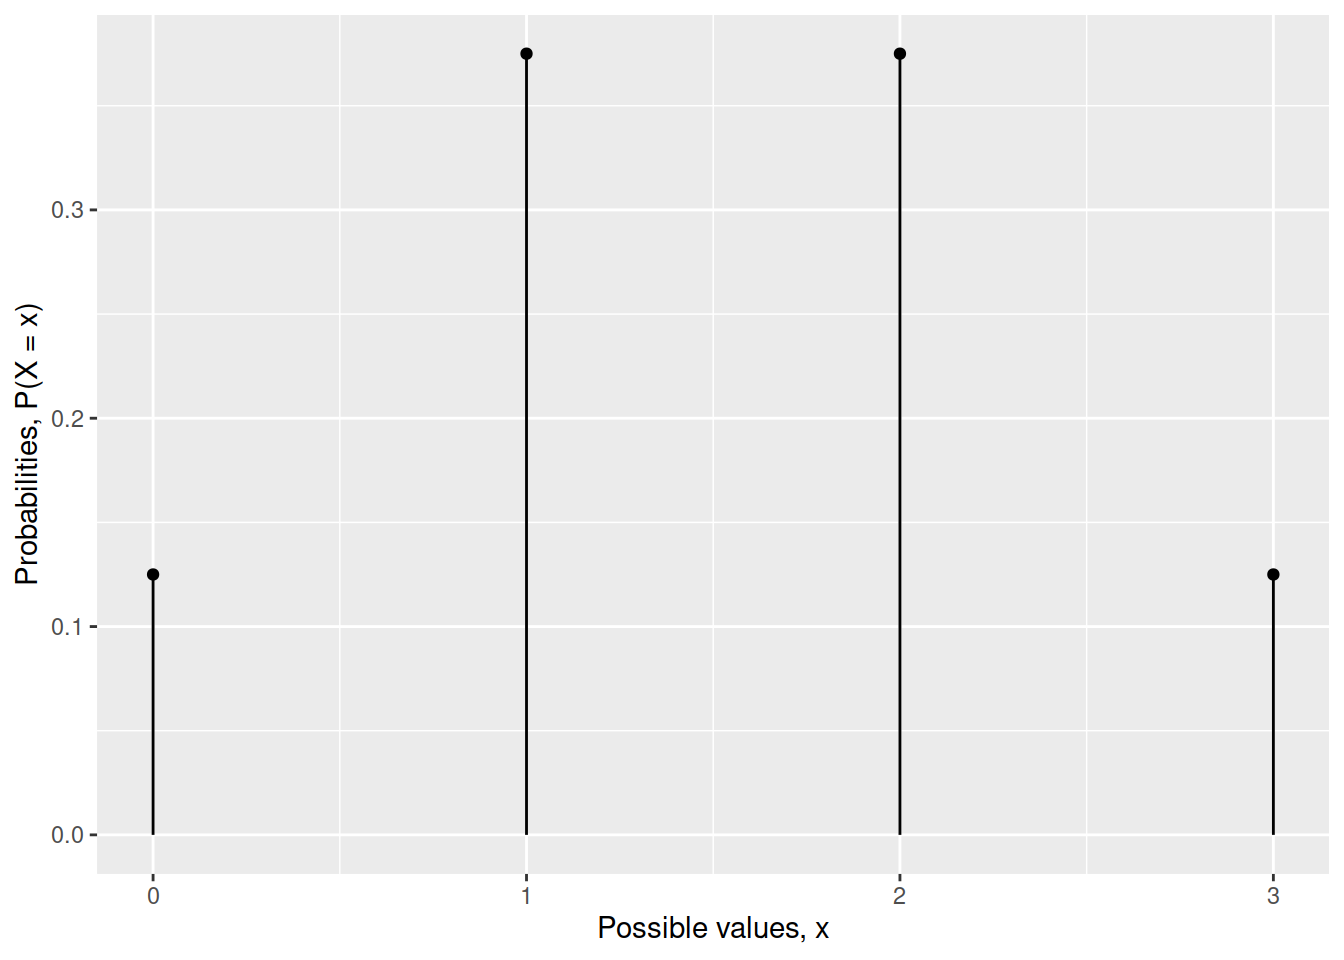 Probabilities, P(X = x)
0.3
0.2
0.1
0.0
0 1 2 3
Possible values, x